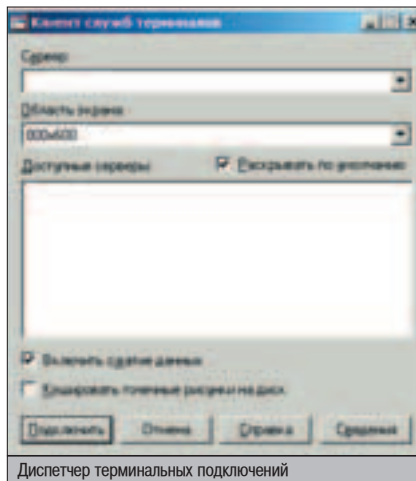 Клиент служб терминалов
Сервер
Область экрана
800x600
Доступные серверы Раскрывать по умолчанию
Включить сжатие данных
Кэшировать точечные рисунки на диск
Подключить Отмена Справка Сведения
Диспетчер терминальных подключений